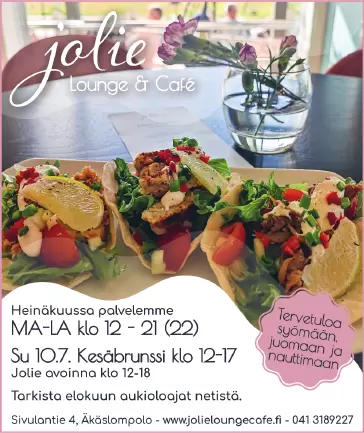 jolie
Lounge & Café
Heinäkuussa palvelemme
MA-LA klo 12 - 21 (22)
Su 10.7. Kesäbrunssi klo 12-17
Jolie avoinna klo 12-18
Tarkista elokuun aukioloajat netistä.
Tervetuloa
syömään,
juomaan ja
nauttimaan
Sivulantie 4, Äkäslompolo - www.jolieloungecafe.fi - 041 3189227